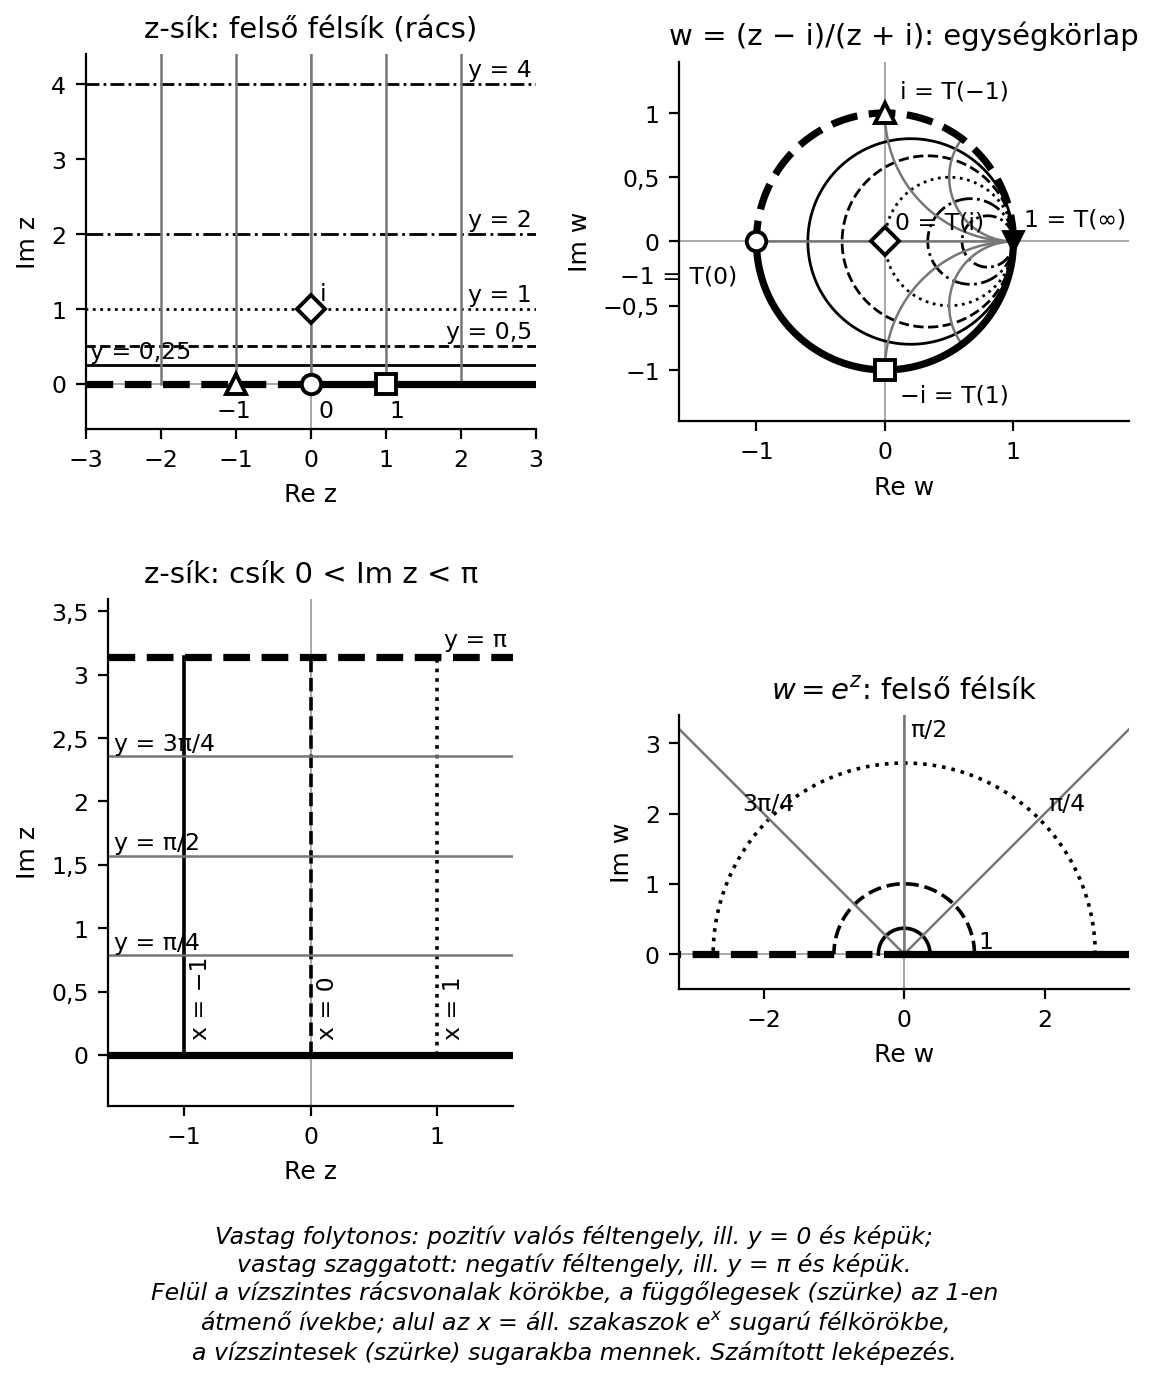 z-sík: felső félsík (rács)
4
3
2
1
0
Im z
y = 4
y = 2
y = 1
i
y = 0,5
y = 0,25
−1
0
1
−3
−2
−1
0
1
2
3
Re z
w = (z − i)/(z + i): egységkörlap
1
0,5
0
−0,5
−1
Im w
i = T(−1)
0 = T(i)
1 = T(∞)
−1 = T(0)
−i = T(1)
−1
0
1
Re w
z-sík: csík 0 < Im z < π
3,5
3
2,5
2
1,5
1
0,5
0
Im z
y = π
y = 3π/4
y = π/2
y = π/4
x = −1
x = 0
x = 1
−1
0
1
Re z
w = e^z: felső félsík
3
2
1
0
Im w
π/2
3π/4
π/4
1
−2
0
2
Re w
Vastag folytonos: pozitív valós féltengely, ill. y = 0 és képük;
vastag szaggatott: negatív féltengely, ill. y = π és képük.
Felül a vízszintes rácsvonalak körökbe, a függőlegesek (szürke) az 1-en
átmenő ívekbe; alul az x = áll. szakaszok e^x sugarú félkörökbe,
a vízszintesek (szürke) sugarakba mennek. Számított leképezés.